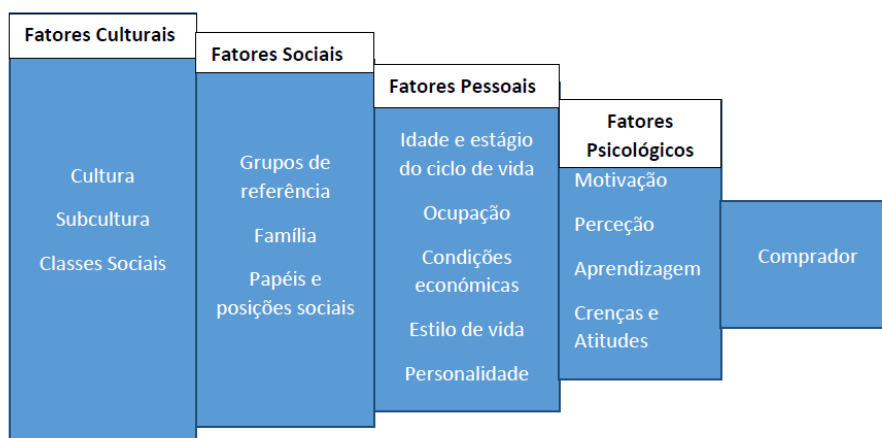 Fatores Culturais
Cultura
Subcultura
Classes Sociais
Fatores Sociais
Grupos de
referência
Família
Papéis e
posições sociais
Fatores Pessoais
Idade e estágio
do ciclo de vida
Ocupação
Condições
económicas
Estilo de vida
Personalidade
Fatores
Psicológicos
Motivação
Perceção
Aprendizagem
Crenças e
Atitudes
Comprador